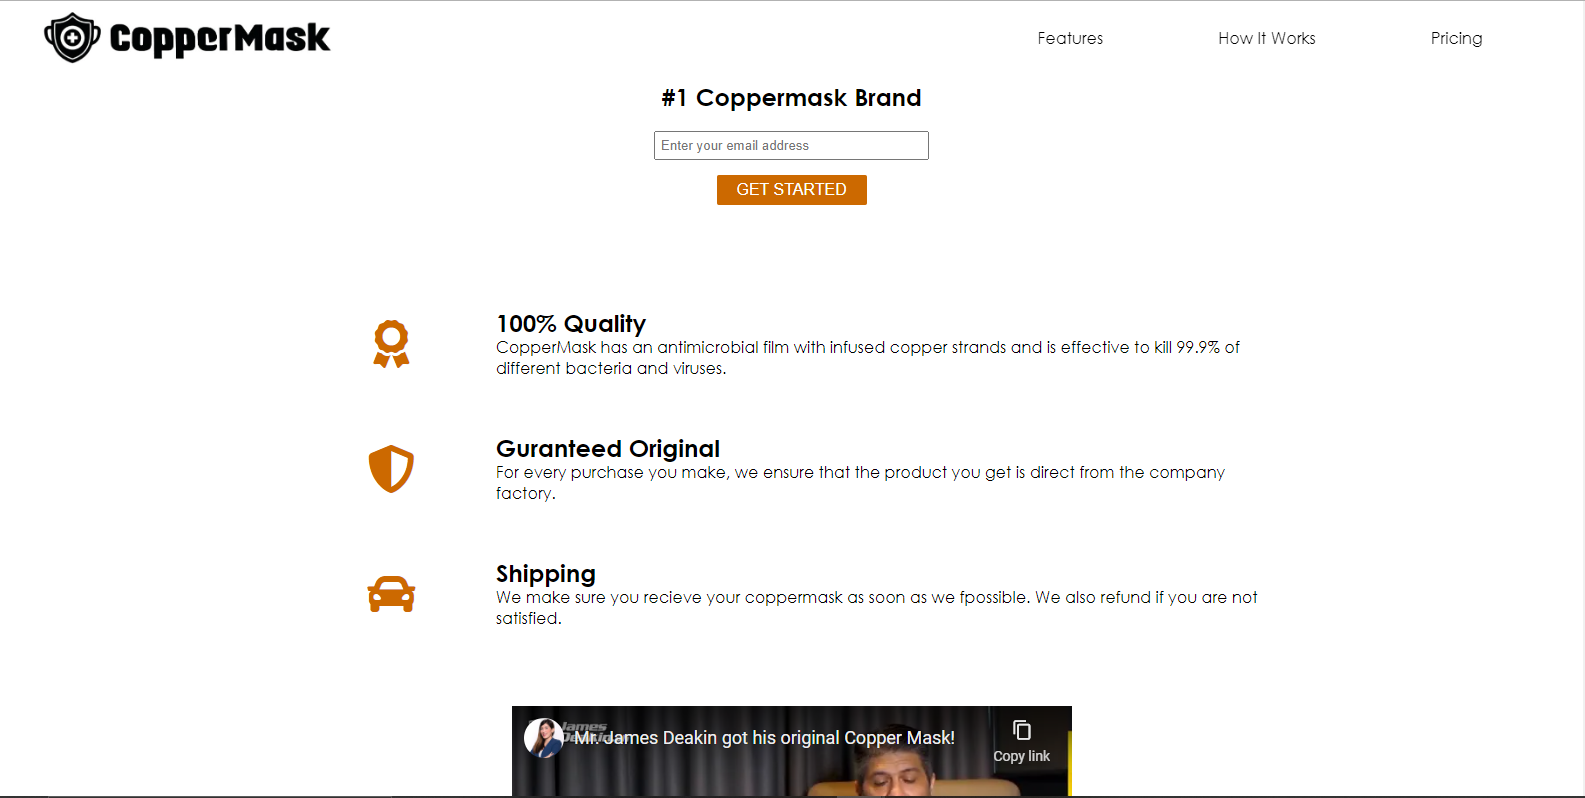 CopperMask
Features
How It Works
Pricing
#1 Coppermask Brand
Enter your email address
GET STARTED
100% Quality
CopperMask has an antimicrobial film with infused copper strands and is effective to kill 99.9% of
different bacteria and viruses.
Guranteed Original
For every purchase you make, we ensure that the product you get is direct from the company
factory.
Shipping
We make sure you recieve your coppermask as soon as we fpossible. We also refund if you are not
satisfied.
James
Deakin
Mr. James Deakin got his original Copper Mask!
Copy link